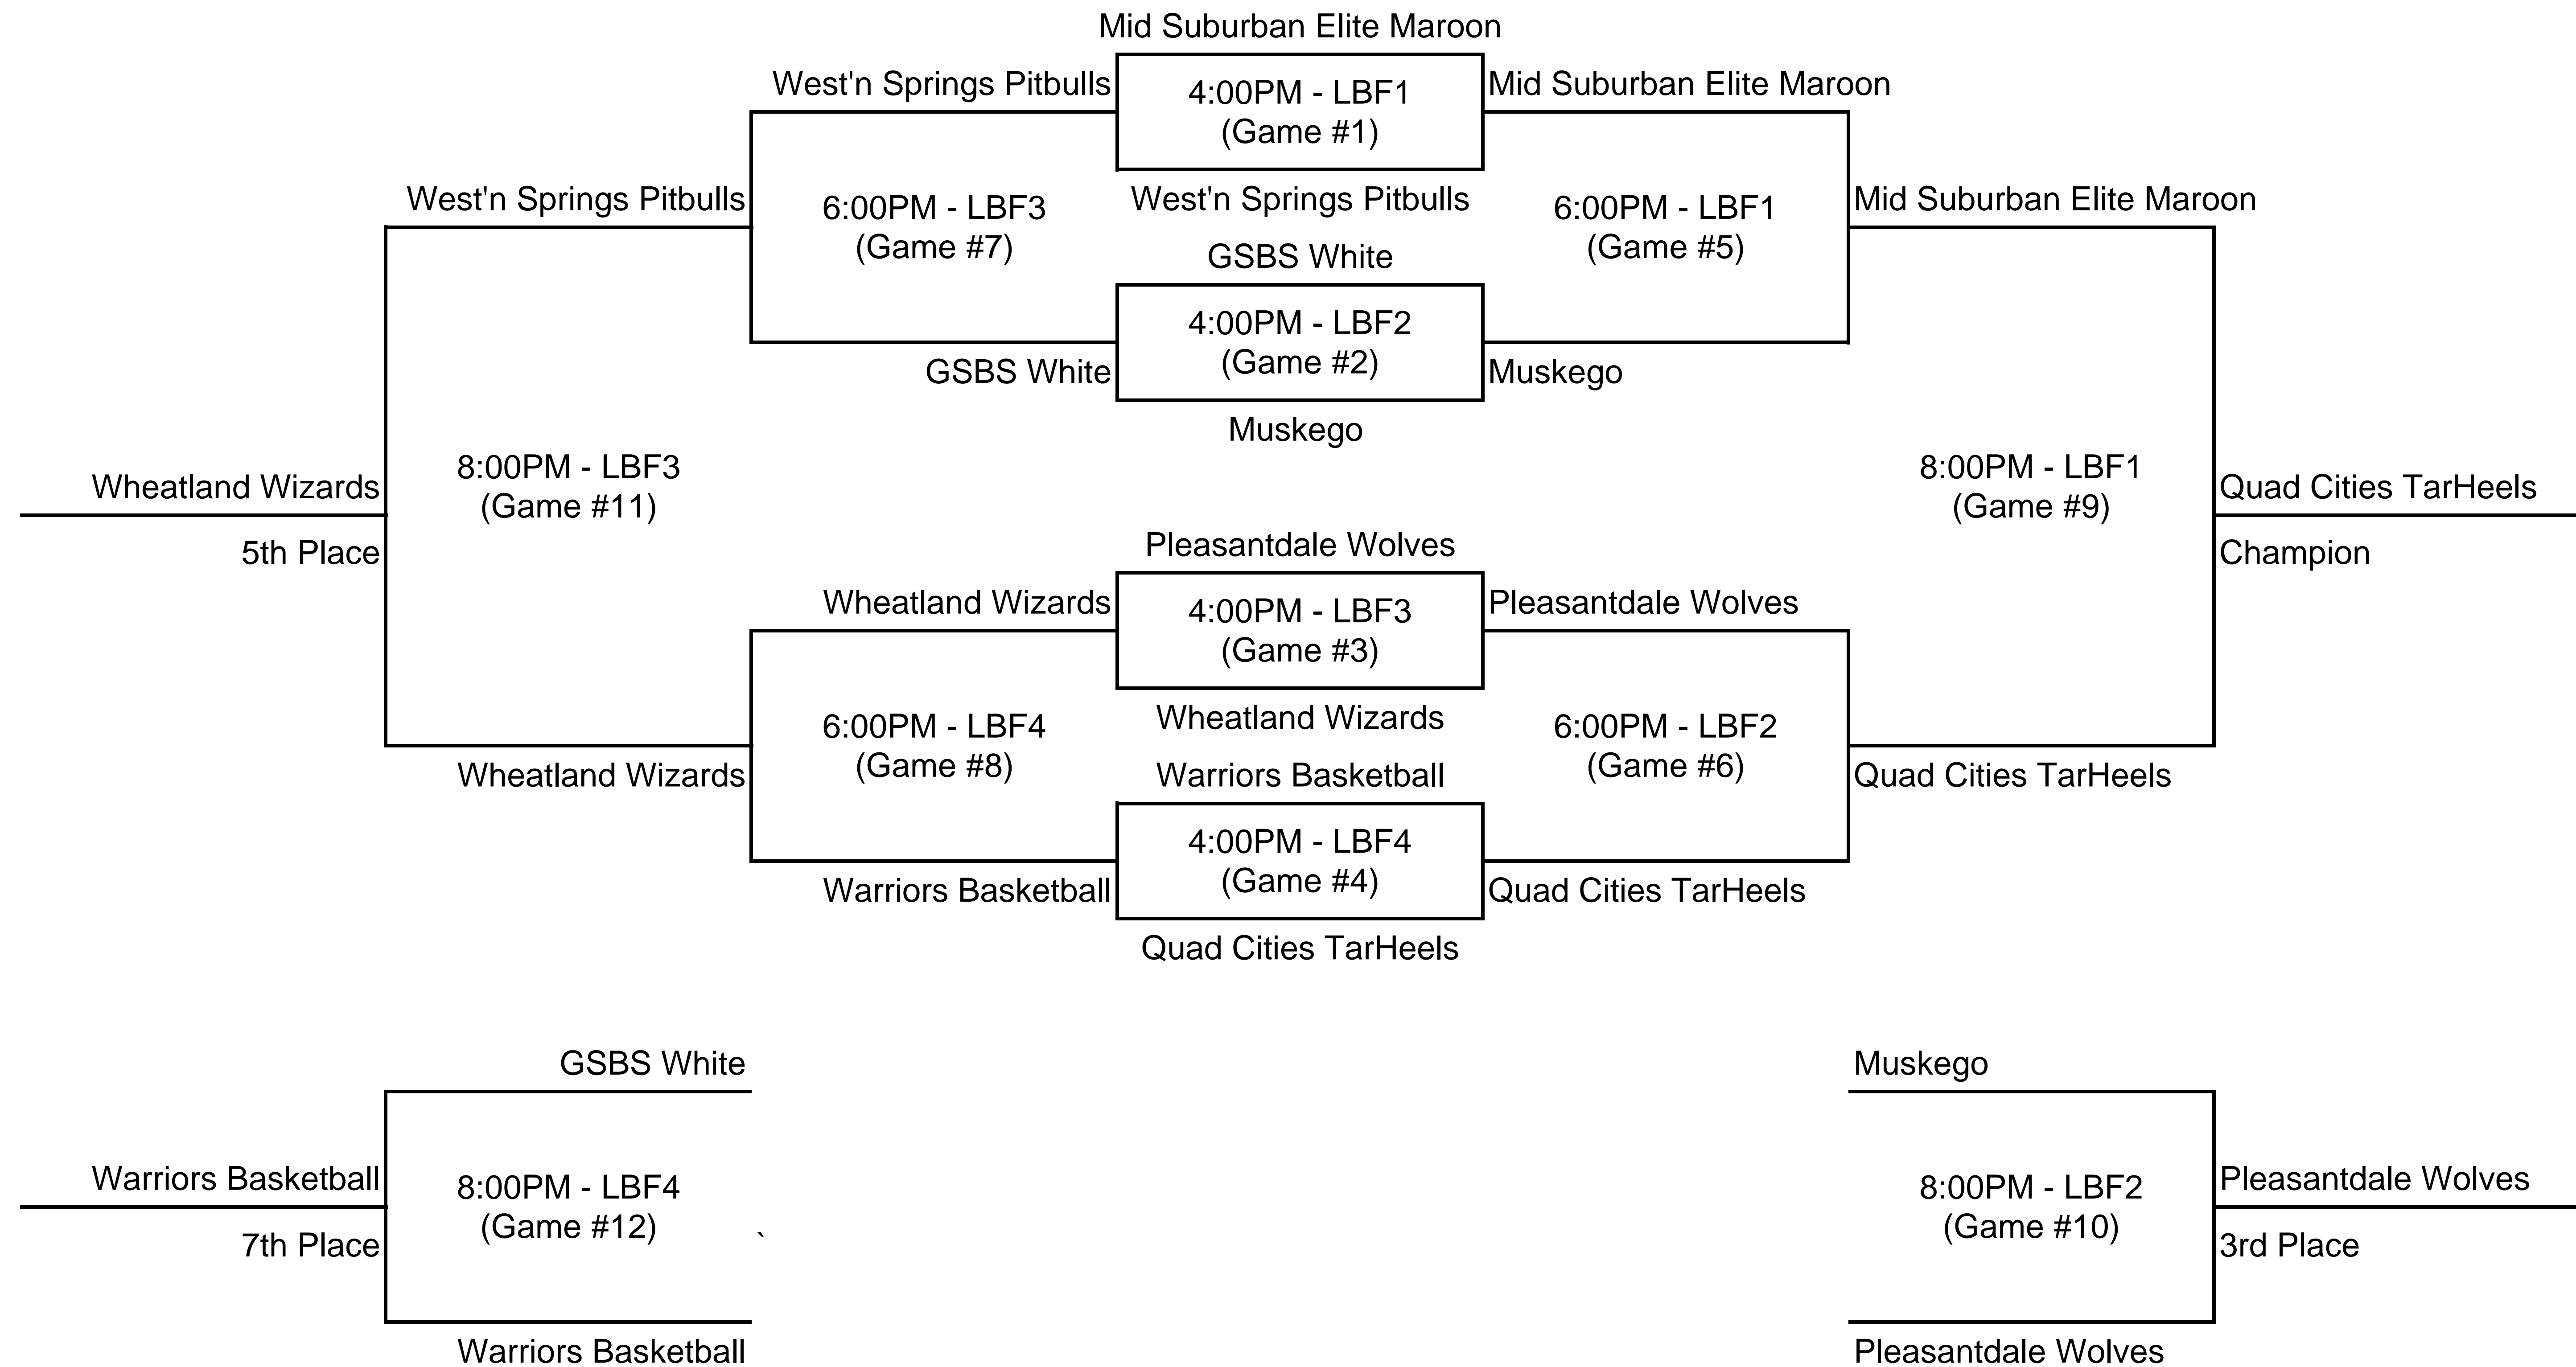 Mid Suburban Elite Maroon
West'n Springs Pitbulls
4:00PM - LBF1
(Game #1)
Mid Suburban Elite Maroon
West'n Springs Pitbulls
6:00PM - LBF3
(Game #7)
West'n Springs Pitbulls
6:00PM - LBF1
(Game #5)
Mid Suburban Elite Maroon
GSBS White
GSBS White
4:00PM - LBF2
(Game #2)
Muskego
Muskego
Wheatland Wizards
5th Place
8:00PM - LBF3
(Game #11)
8:00PM - LBF1
(Game #9)
Quad Cities TarHeels
Champion
Pleasantdale Wolves
Wheatland Wizards
4:00PM - LBF3
(Game #3)
Pleasantdale Wolves
Wheatland Wizards
6:00PM - LBF4
(Game #8)
6:00PM - LBF2
(Game #6)
Wheatland Wizards
Warriors Basketball
Quad Cities TarHeels
Warriors Basketball
4:00PM - LBF4
(Game #4)
Quad Cities TarHeels
Quad Cities TarHeels
GSBS White
Muskego
Warriors Basketball
7th Place
8:00PM - LBF4
(Game #12)
`
8:00PM - LBF2
(Game #10)
Pleasantdale Wolves
3rd Place
Warriors Basketball
Pleasantdale Wolves